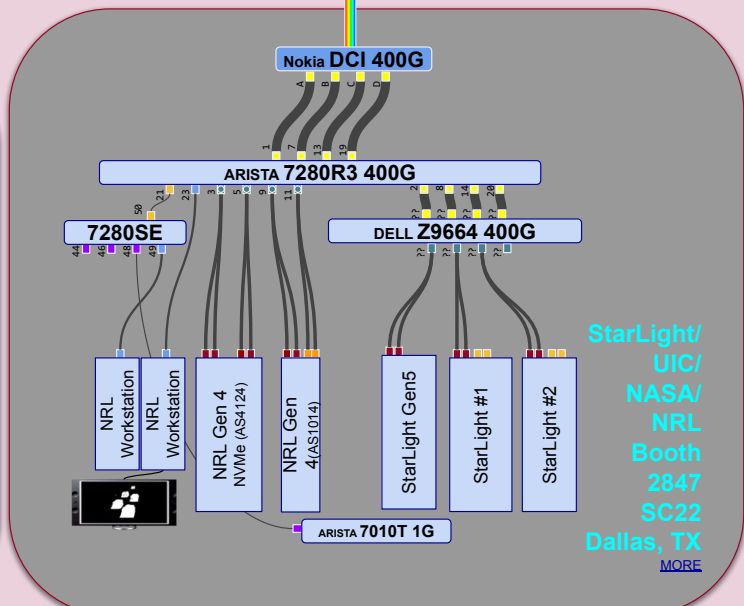 Nokia DCI 400G
A B C D
1 7 13 19
ARISTA 7280R3 400G
21 23 3 5 9 11 2 8 14 20
50 ?? ?? ?? ??
7280SE
DELL Z9664 400G
44 46 48 49 ?? ?? ?? ??
NRL
Workstation
NRL
Workstation
NRL Gen 4
NVMe (AS4124)
NRL Gen
4(AS1014)
StarLight Gen5
StarLight #1
StarLight #2
StarLight/
UIC/
NASA/
NRL
Booth
2847
SC22
Dallas, TX
MORE
ARISTA 7010T 1G